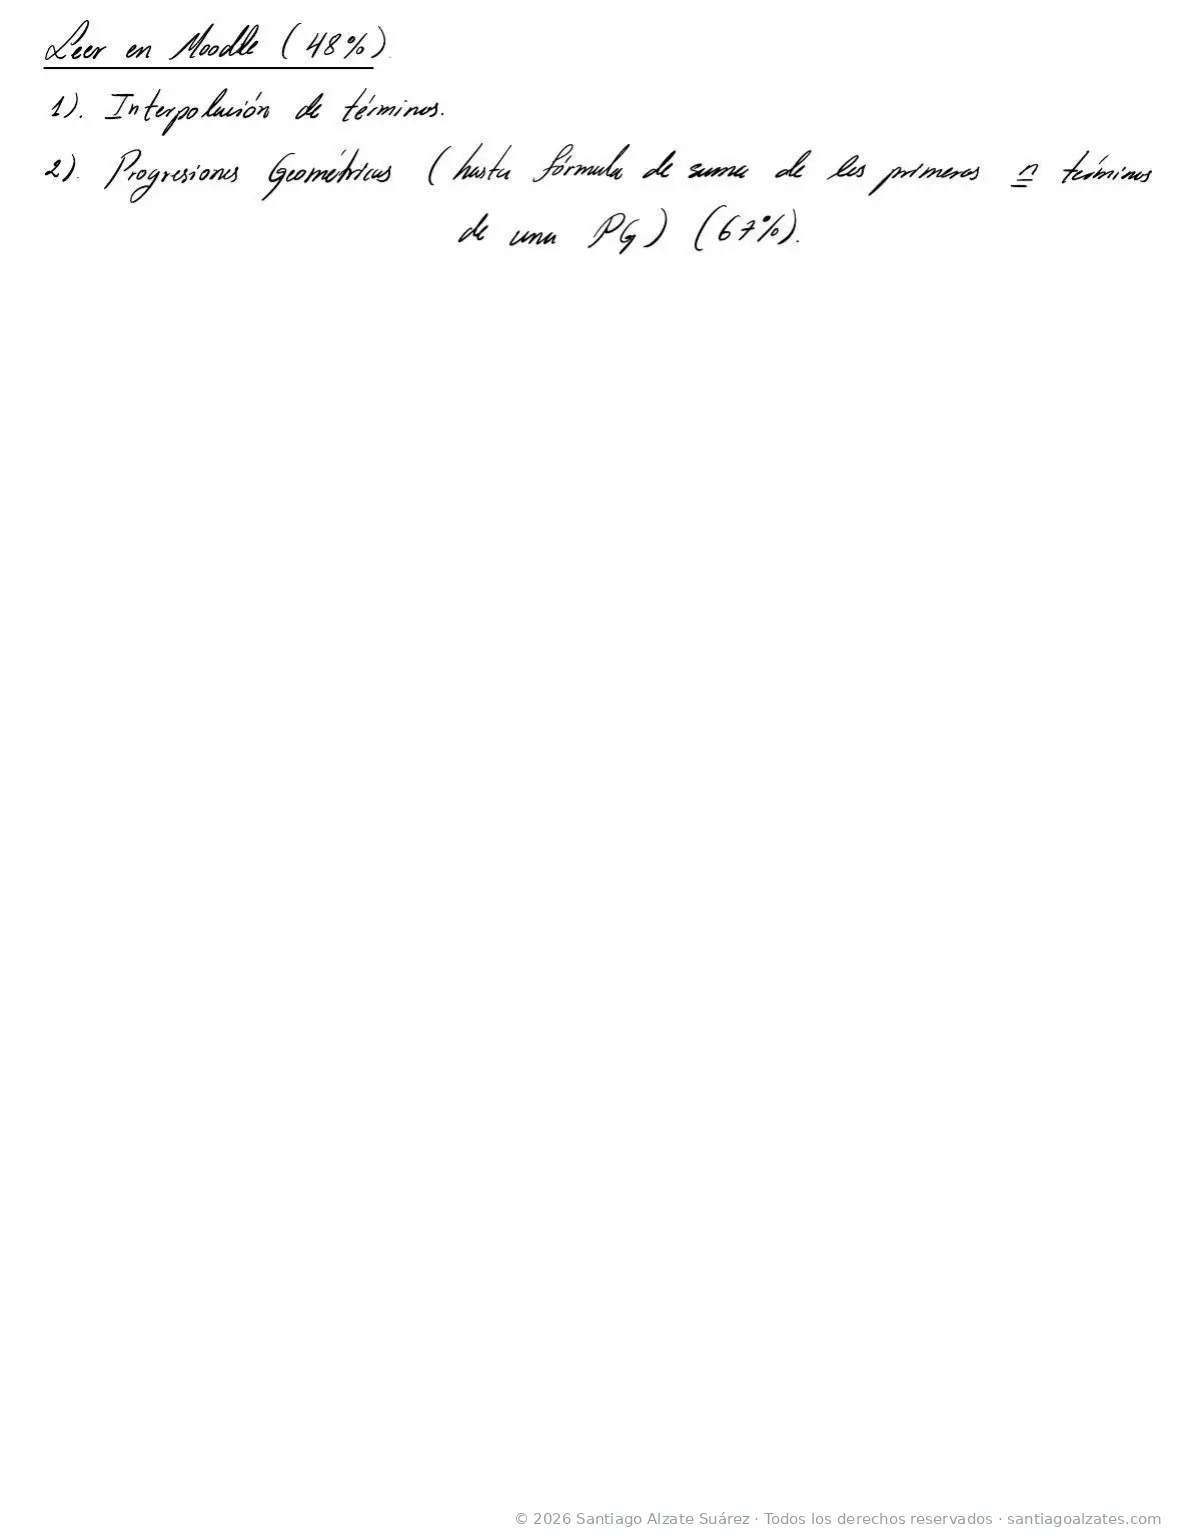 Leer en Moodle (48%).
1). Interpolación de términos.
2). Progresiones Geométricas (hasta fórmula de suma de los primeros n términos
de una PG) (67%).
© 2026 Santiago Alzate Suárez · Todos los derechos reservados · santiagoalzates.com